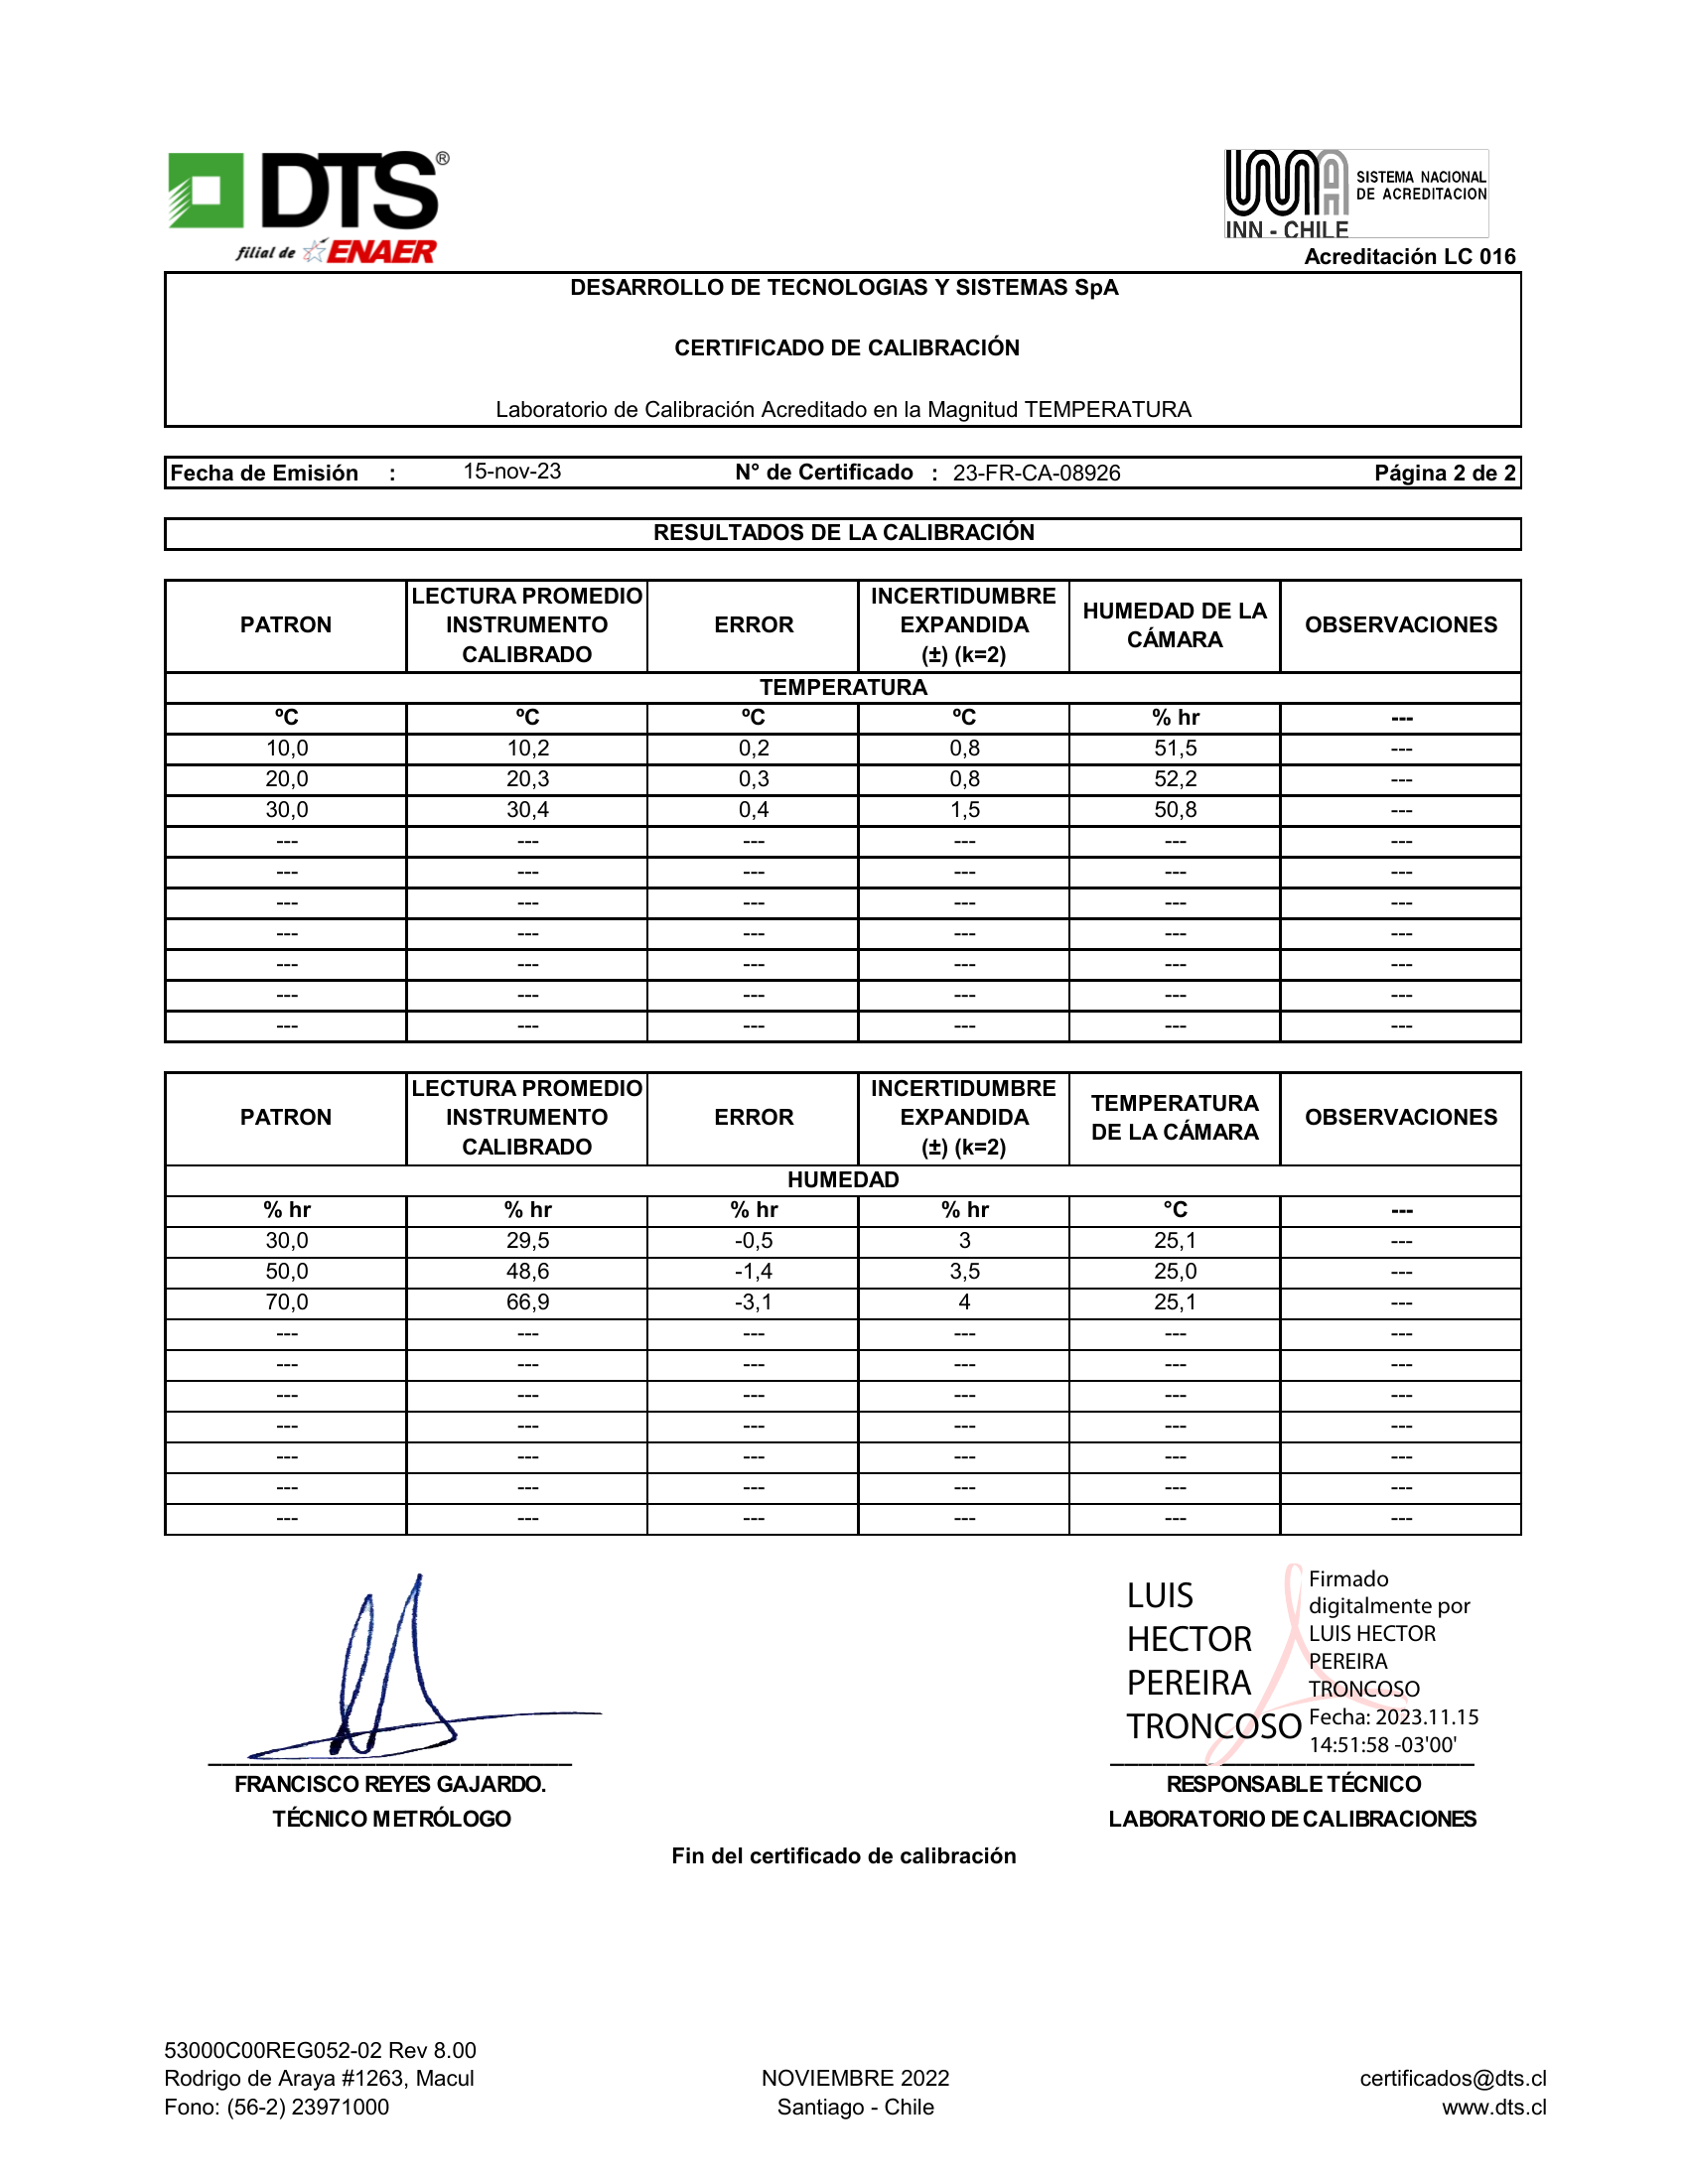 DTS®
filial de ENAER
SISTEMA NACIONAL
DE ACREDITACION
INN - CHILE
Acreditación LC 016
DESARROLLO DE TECNOLOGIAS Y SISTEMAS SpA
CERTIFICADO DE CALIBRACIÓN
Laboratorio de Calibración Acreditado en la Magnitud TEMPERATURA
Fecha de Emisión : 15-nov-23 N° de Certificado : 23-FR-CA-08926 Página 2 de 2
RESULTADOS DE LA CALIBRACIÓN
PATRON LECTURA PROMEDIO INSTRUMENTO CALIBRADO ERROR INCERTIDUMBRE EXPANDIDA (±) (k=2) HUMEDAD DE LA CÁMARA OBSERVACIONES
TEMPERATURA
ºC ºC ºC ºC % hr ---
10,0 10,2 0,2 0,8 51,5 ---
20,0 20,3 0,3 0,8 52,2 ---
30,0 30,4 0,4 1,5 50,8 ---
--- --- --- --- --- ---
--- --- --- --- --- ---
--- --- --- --- --- ---
--- --- --- --- --- ---
--- --- --- --- --- ---
--- --- --- --- --- ---
--- --- --- --- --- ---
PATRON LECTURA PROMEDIO INSTRUMENTO CALIBRADO ERROR INCERTIDUMBRE EXPANDIDA (±) (k=2) TEMPERATURA DE LA CÁMARA OBSERVACIONES
HUMEDAD
% hr % hr % hr % hr °C ---
30,0 29,5 -0,5 3 25,1 ---
50,0 48,6 -1,4 3,5 25,0 ---
70,0 66,9 -3,1 4 25,1 ---
--- --- --- --- --- ---
--- --- --- --- --- ---
--- --- --- --- --- ---
--- --- --- --- --- ---
--- --- --- --- --- ---
--- --- --- --- --- ---
--- --- --- --- --- ---
LUIS
HECTOR
PEREIRA
TRONCOSO
Firmado
digitalmente por
LUIS HECTOR
PEREIRA
TRONCOSO
Fecha: 2023.11.15
14:51:58 -03'00'
FRANCISCO REYES GAJARDO.
TÉCNICO METRÓLOGO
RESPONSABLE TÉCNICO
LABORATORIO DE CALIBRACIONES
Fin del certificado de calibración
53000C00REG052-02 Rev 8.00
Rodrigo de Araya #1263, Macul NOVIEMBRE 2022 certificados@dts.cl
Fono: (56-2) 23971000 Santiago - Chile www.dts.cl